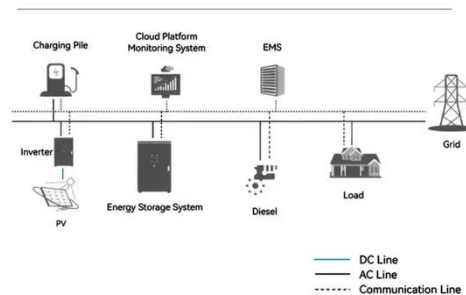 Charging Pile
Cloud Platform
Monitoring System
EMS
Grid
Inverter
PV
Energy Storage System
Diesel
Load
DC Line
AC Line
Communication Line